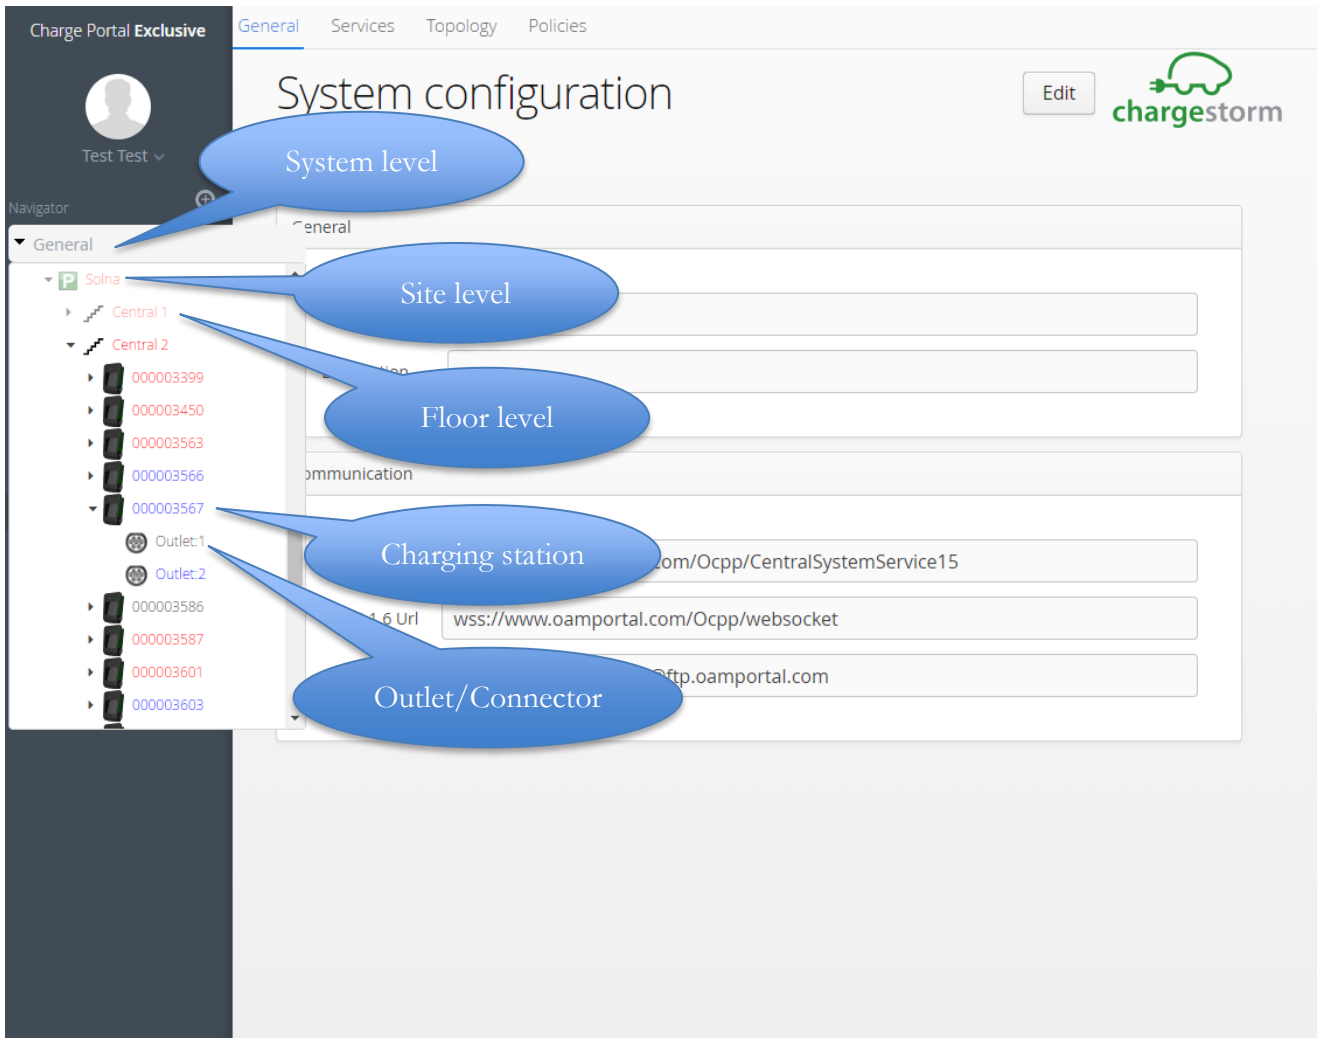 Charge Portal Exclusive
General Services Topology Policies
System configuration
Edit
chargestorm
Test Test
System level
Navigator
General
General
Solna
Site level
Central 1
Central 2
000003399
000003450
Floor level
000003563
000003566
ommunication
000003567
Charging station
Outlet:1
.com/Ocpp/CentralSystemService15
Outlet:2
000003586
1.6 Url
wss://www.oamportal.com/Ocpp/websocket
000003587
000003601
@ftp.oamportal.com
000003603
Outlet/Connector